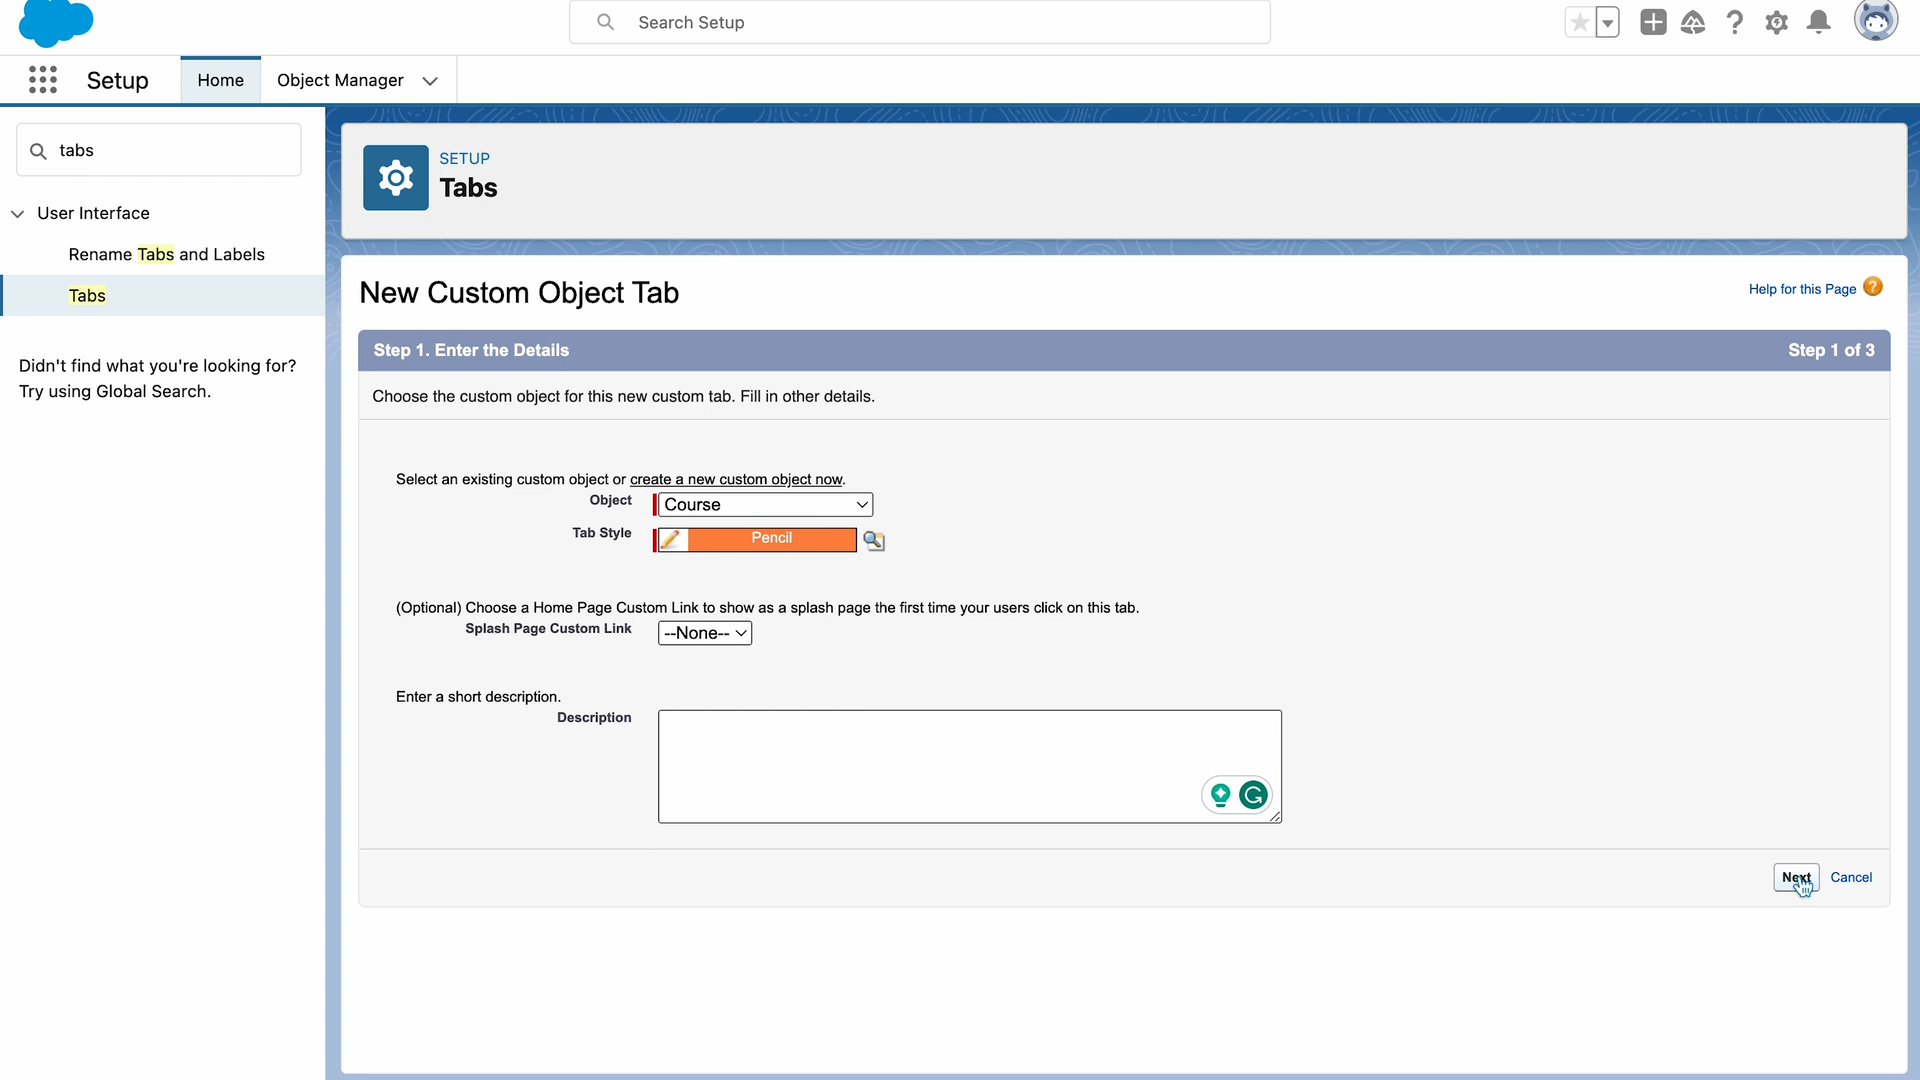 Search Setup
Setup
Home
Object Manager
tabs
User Interface
Rename Tabs and Labels
Tabs
Didn't find what you're looking for?
Try using Global Search.
SETUP
Tabs
New Custom Object Tab
Help for this Page
Step 1. Enter the Details
Step 1 of 3
Choose the custom object for this new custom tab. Fill in other details.
Select an existing custom object or create a new custom object now.
Object
Course
Tab Style
Pencil
(Optional) Choose a Home Page Custom Link to show as a splash page the first time your users click on this tab.
Splash Page Custom Link
--None--
Enter a short description.
Description
Next
Cancel